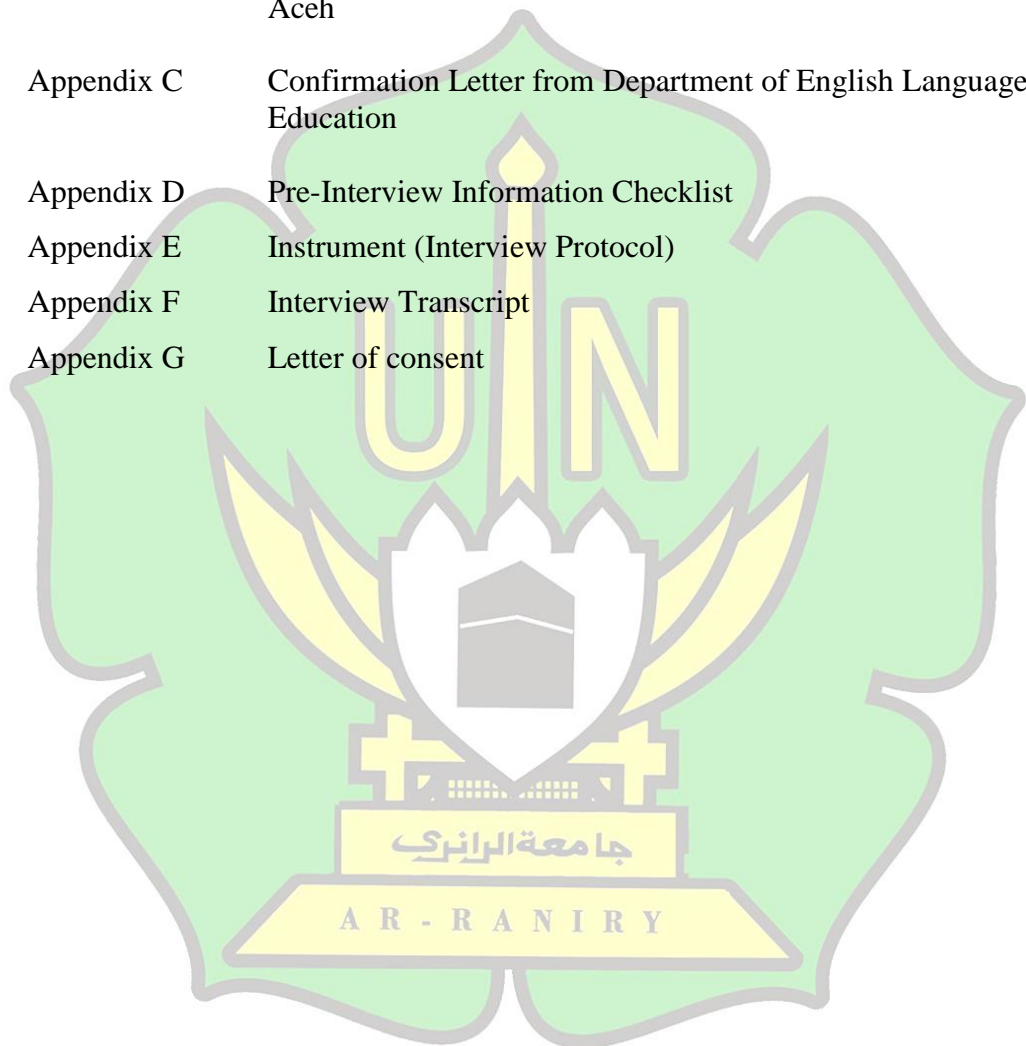 Aceh
Appendix C Confirmation Letter from Department of English Language
Education
Appendix D Pre-Interview Information Checklist
Appendix E Instrument (Interview Protocol)
Appendix F Interview Transcript
Appendix G Letter of consent
UIN
جامعة الرانري
AR-RANIRY